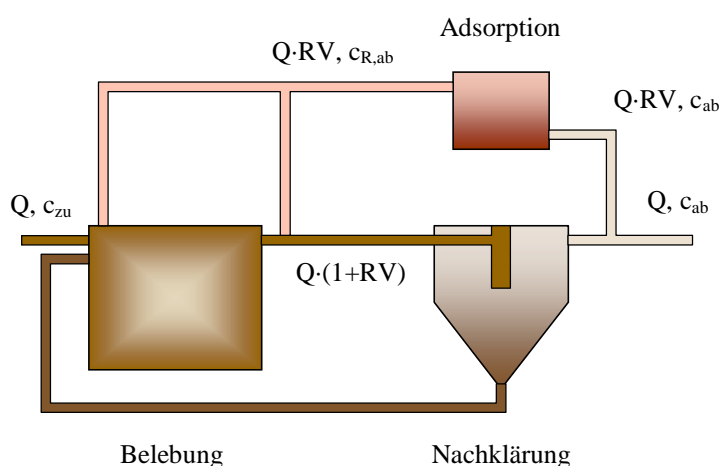 Adsorption
Q·RV, c_R,ab
Q·RV, c_ab
Q, c_zu
Q, c_ab
Q·(1+RV)
Belebung
Nachklärung